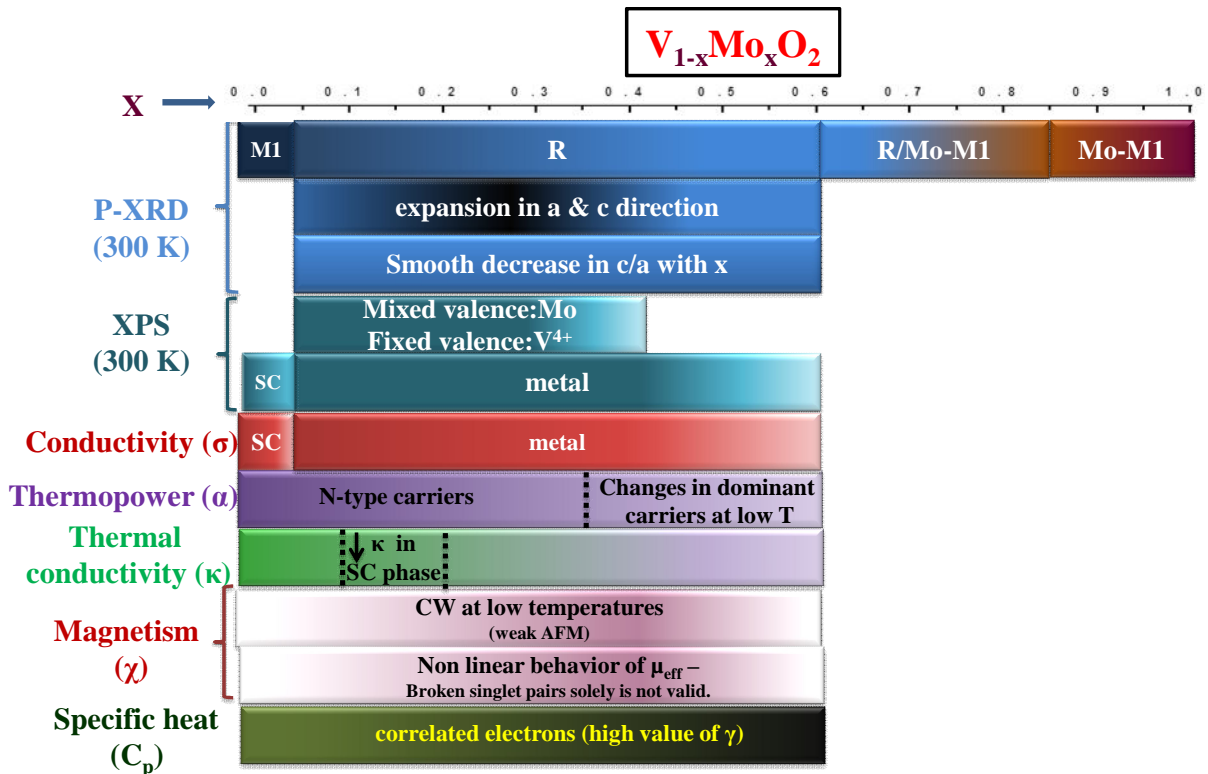 V1-xMoxO2
X
0.0 0.1 0.2 0.3 0.4 0.5 0.6 0.7 0.8 0.9 1.0
M1
R
R/Mo-M1
Mo-M1
P-XRD
(300 K)
expansion in a & c direction
Smooth decrease in c/a with x
XPS
(300 K)
Mixed valence:Mo
Fixed valence:V4+
SC
metal
Conductivity (σ)
SC
metal
Thermopower (α)
N-type carriers
Changes in dominant
carriers at low T
Thermal
conductivity (κ)
↓ κ in
SC phase
Magnetism
(χ)
CW at low temperatures
(weak AFM)
Non linear behavior of μeff –
Broken singlet pairs solely is not valid.
Specific heat
(Cp)
correlated electrons (high value of γ)